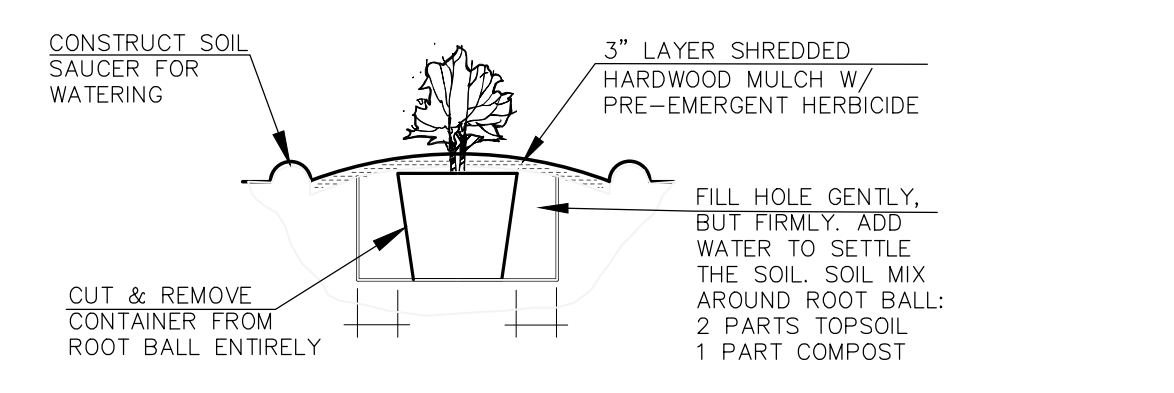 CONSTRUCT SOIL
SAUCER FOR
WATERING
3” LAYER SHREDDED
HARDWOOD MULCH W/
PRE-EMERGENT HERBICIDE
FILL HOLE GENTLY,
BUT FIRMLY. ADD
WATER TO SETTLE
THE SOIL. SOIL MIX
AROUND ROOT BALL:
2 PARTS TOPSOIL
1 PART COMPOST
CUT & REMOVE
CONTAINER FROM
ROOT BALL ENTIRELY